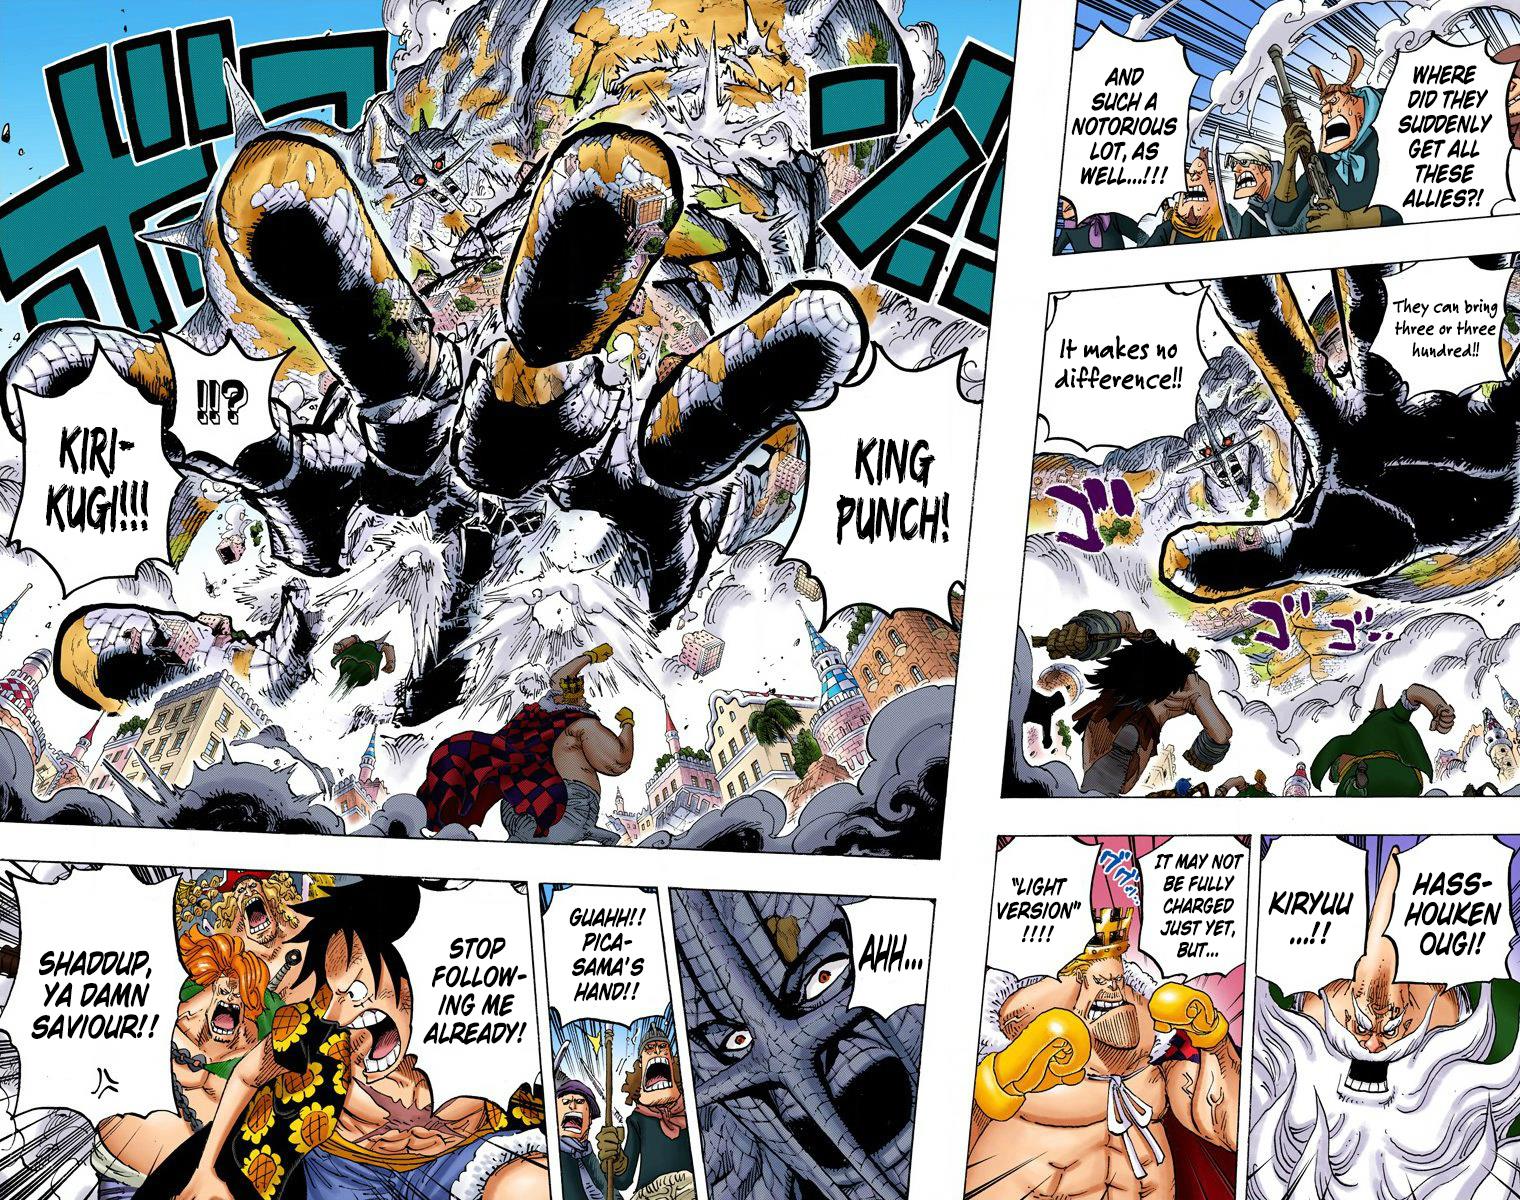 WHERE
DID THEY
SUDDENLY
GET ALL
THESE
ALLIES?!
AND
SUCH A
NOTORIOUS
LOT, AS
WELL...!!!
They can bring
three or three
hundred!!
It makes no
difference!!
ゴ"
ゴ"
ゴ".
HASS-
HOUKEN
OUGI!
KIRYUU
...!!
IT MAY NOT
BE FULLY
CHARGED
JUST YET,
BUT...
"LIGHT
VERSION"
!!!!
KING
PUNCH!
!!?
KIRI-
KUGI!!!
AHH...
GUAHH!!
PICA-
SAMA'S
HAND!!
STOP
FOLLOW-
ING ME
ALREADY!
SHADDUP,
YA DAMN
SAVIOUR!!